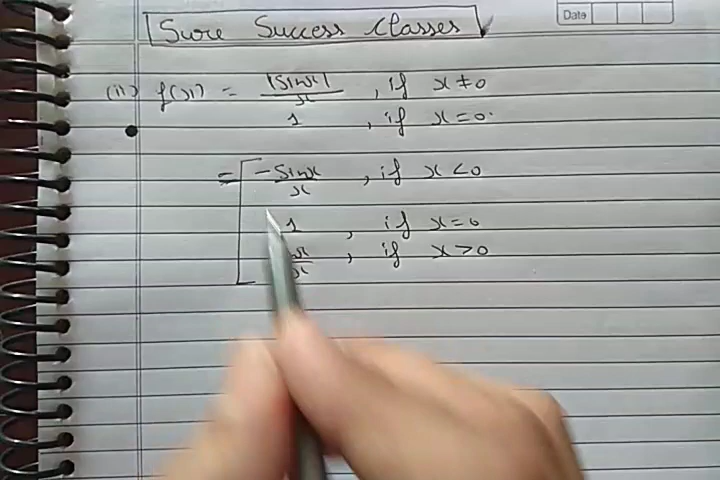 Sure Success Classes
Date
(ii) f(x) = |sinx|/x , if x ≠ 0
1 , if x = 0
= [ -sinx/x , if x < 0
1 , if x = 0
x , if x > 0